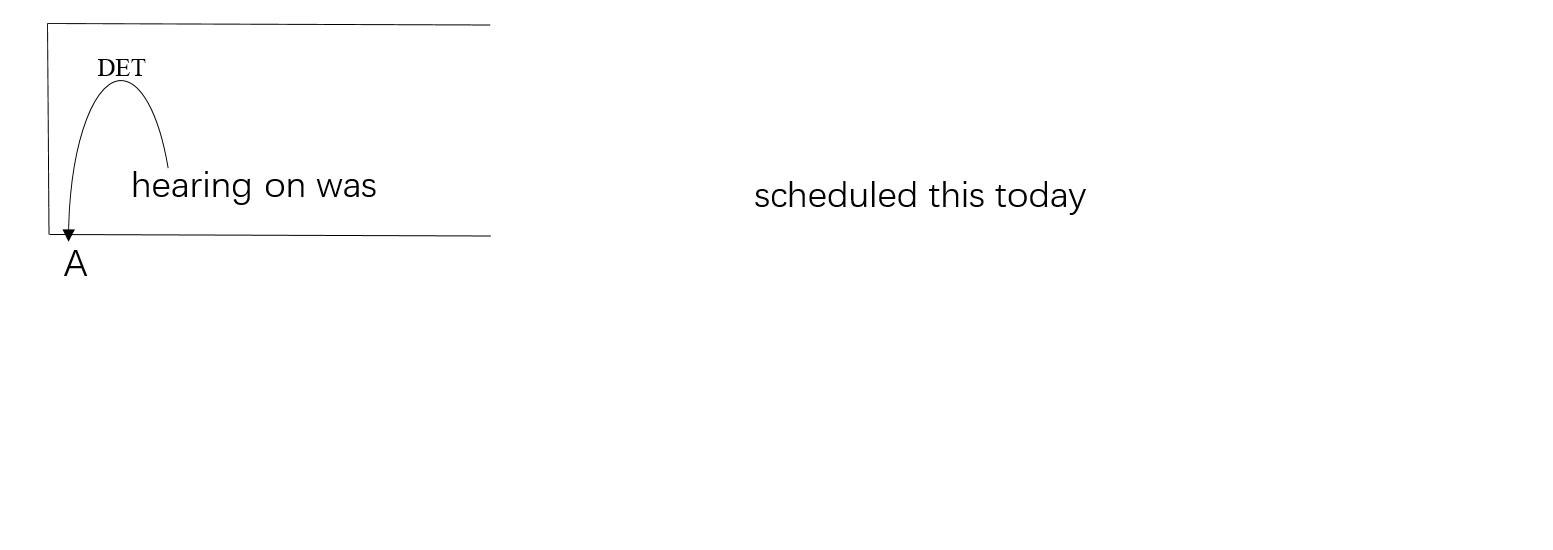 DET
hearing on was
scheduled this today
A